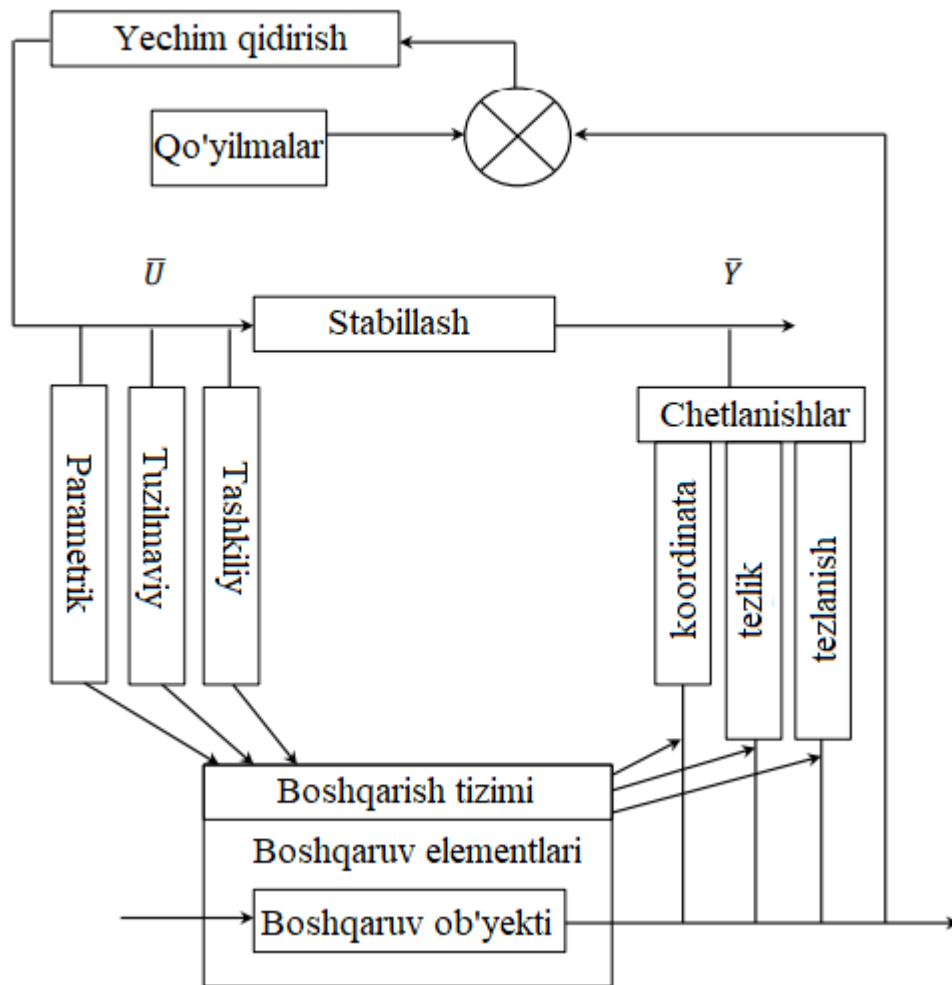 Yechim qidirish
Qo'yilmalar
Ū
Ȳ
Stabillash
Chetlanishlar
Parametrik
Tuzilmaviy
Tashkiliy
koordinata
tezlik
tezlanish
Boshqarish tizimi
Boshqaruv elementlari
Boshqaruv ob'yekti